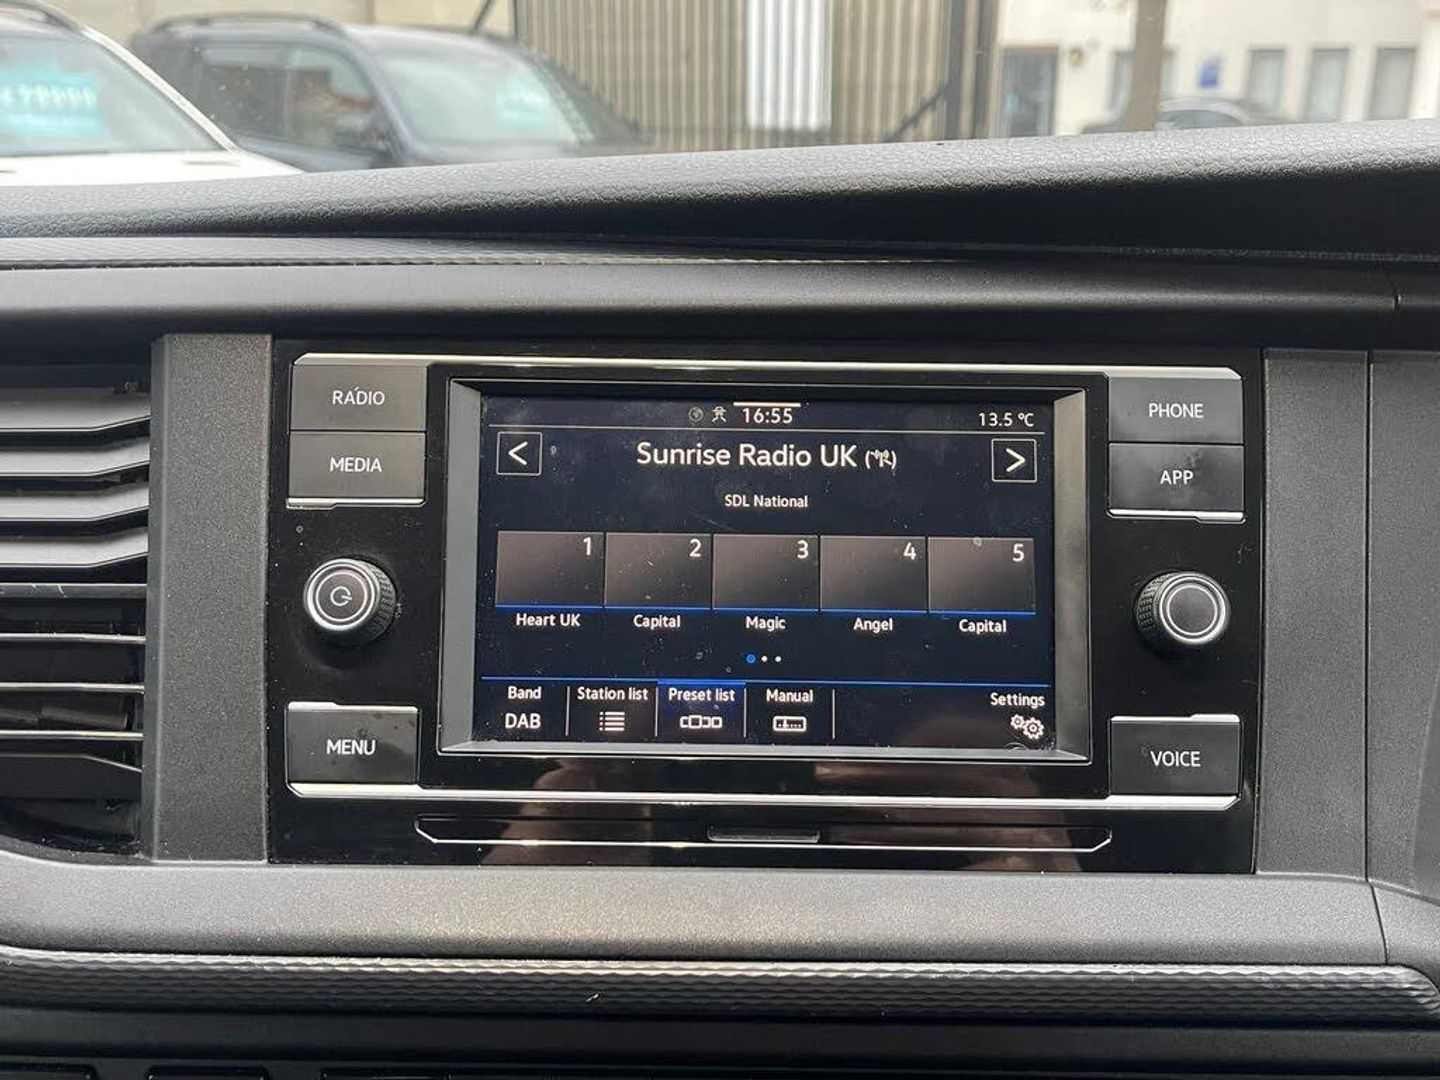 RADIO
MEDIA
MENU
PHONE
APP
VOICE
16:55
13.5 °C
<
Sunrise Radio UK
>
SDL National
1
2
3
4
5
Heart UK
Capital
Magic
Angel
Capital
Band
DAB
Station list
Preset list
Manual
Settings